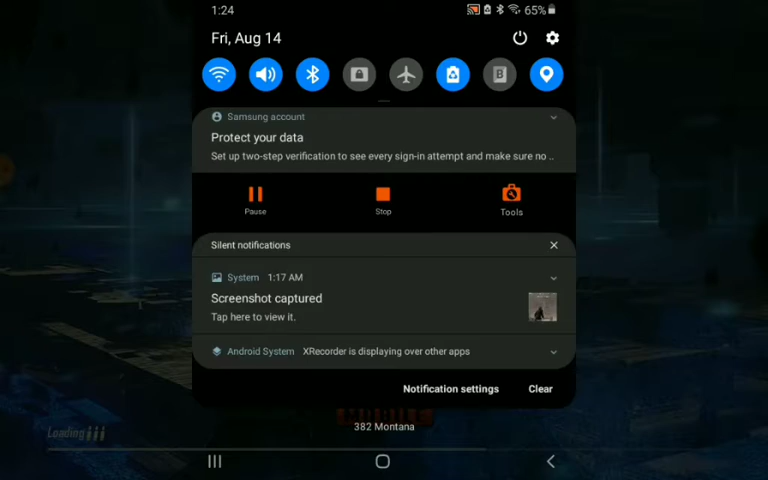 1:24
65%
Fri, Aug 14
Samsung account
Protect your data
Set up two-step verification to see every sign-in attempt and make sure no ..
Pause
Stop
Tools
Silent notifications
System 1:17 AM
Screenshot captured
Tap here to view it.
Android System XRecorder is displaying over other apps
Notification settings Clear
MOBILE
382 Montana
Loading